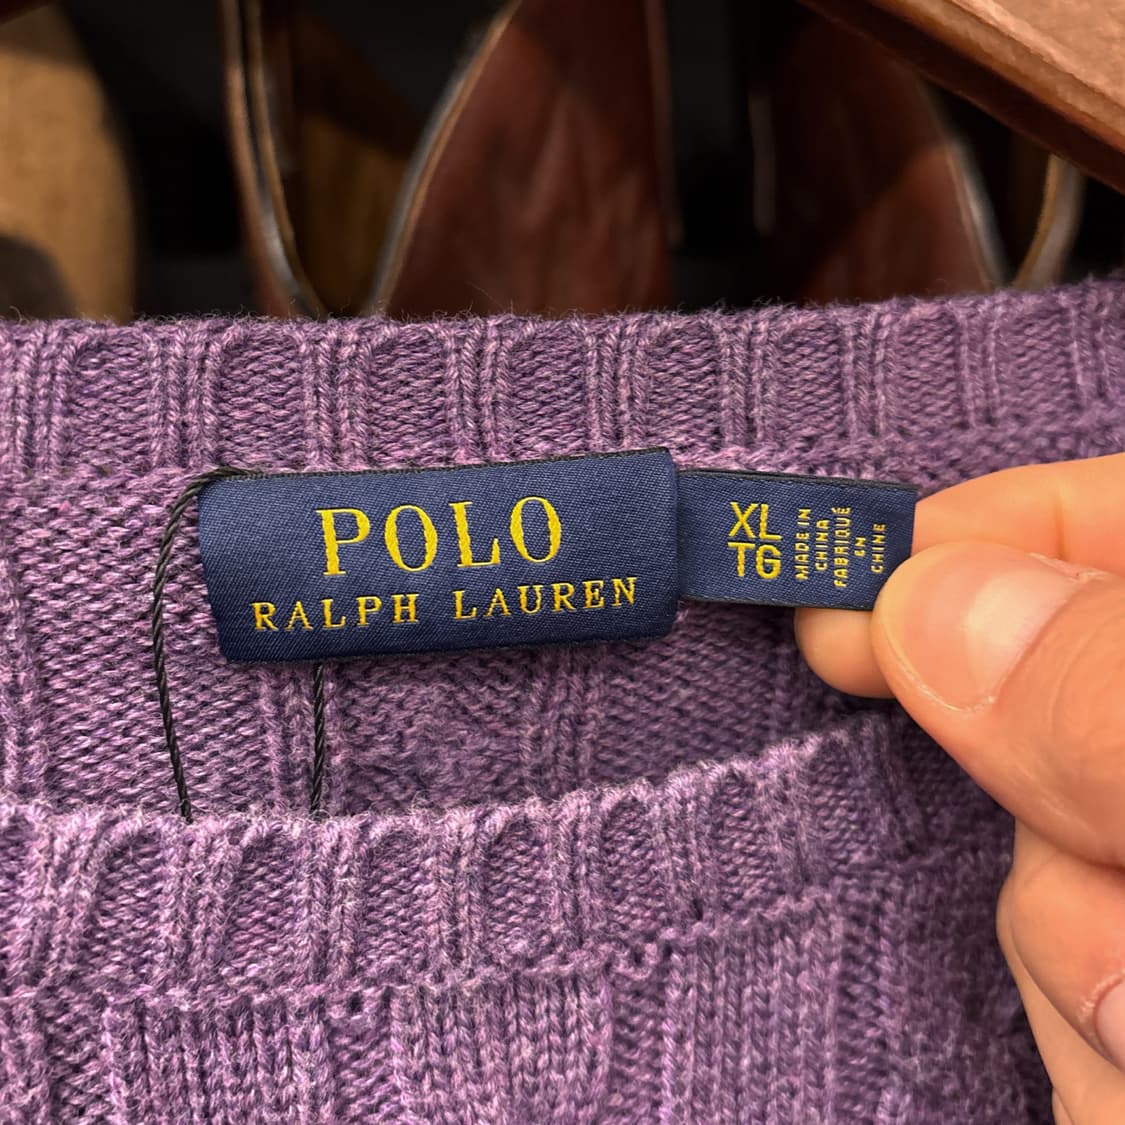 POLO
RALPH LAUREN
XL
TG
MADE IN
CHINA
FABRIQUÉ
EN
CHINE